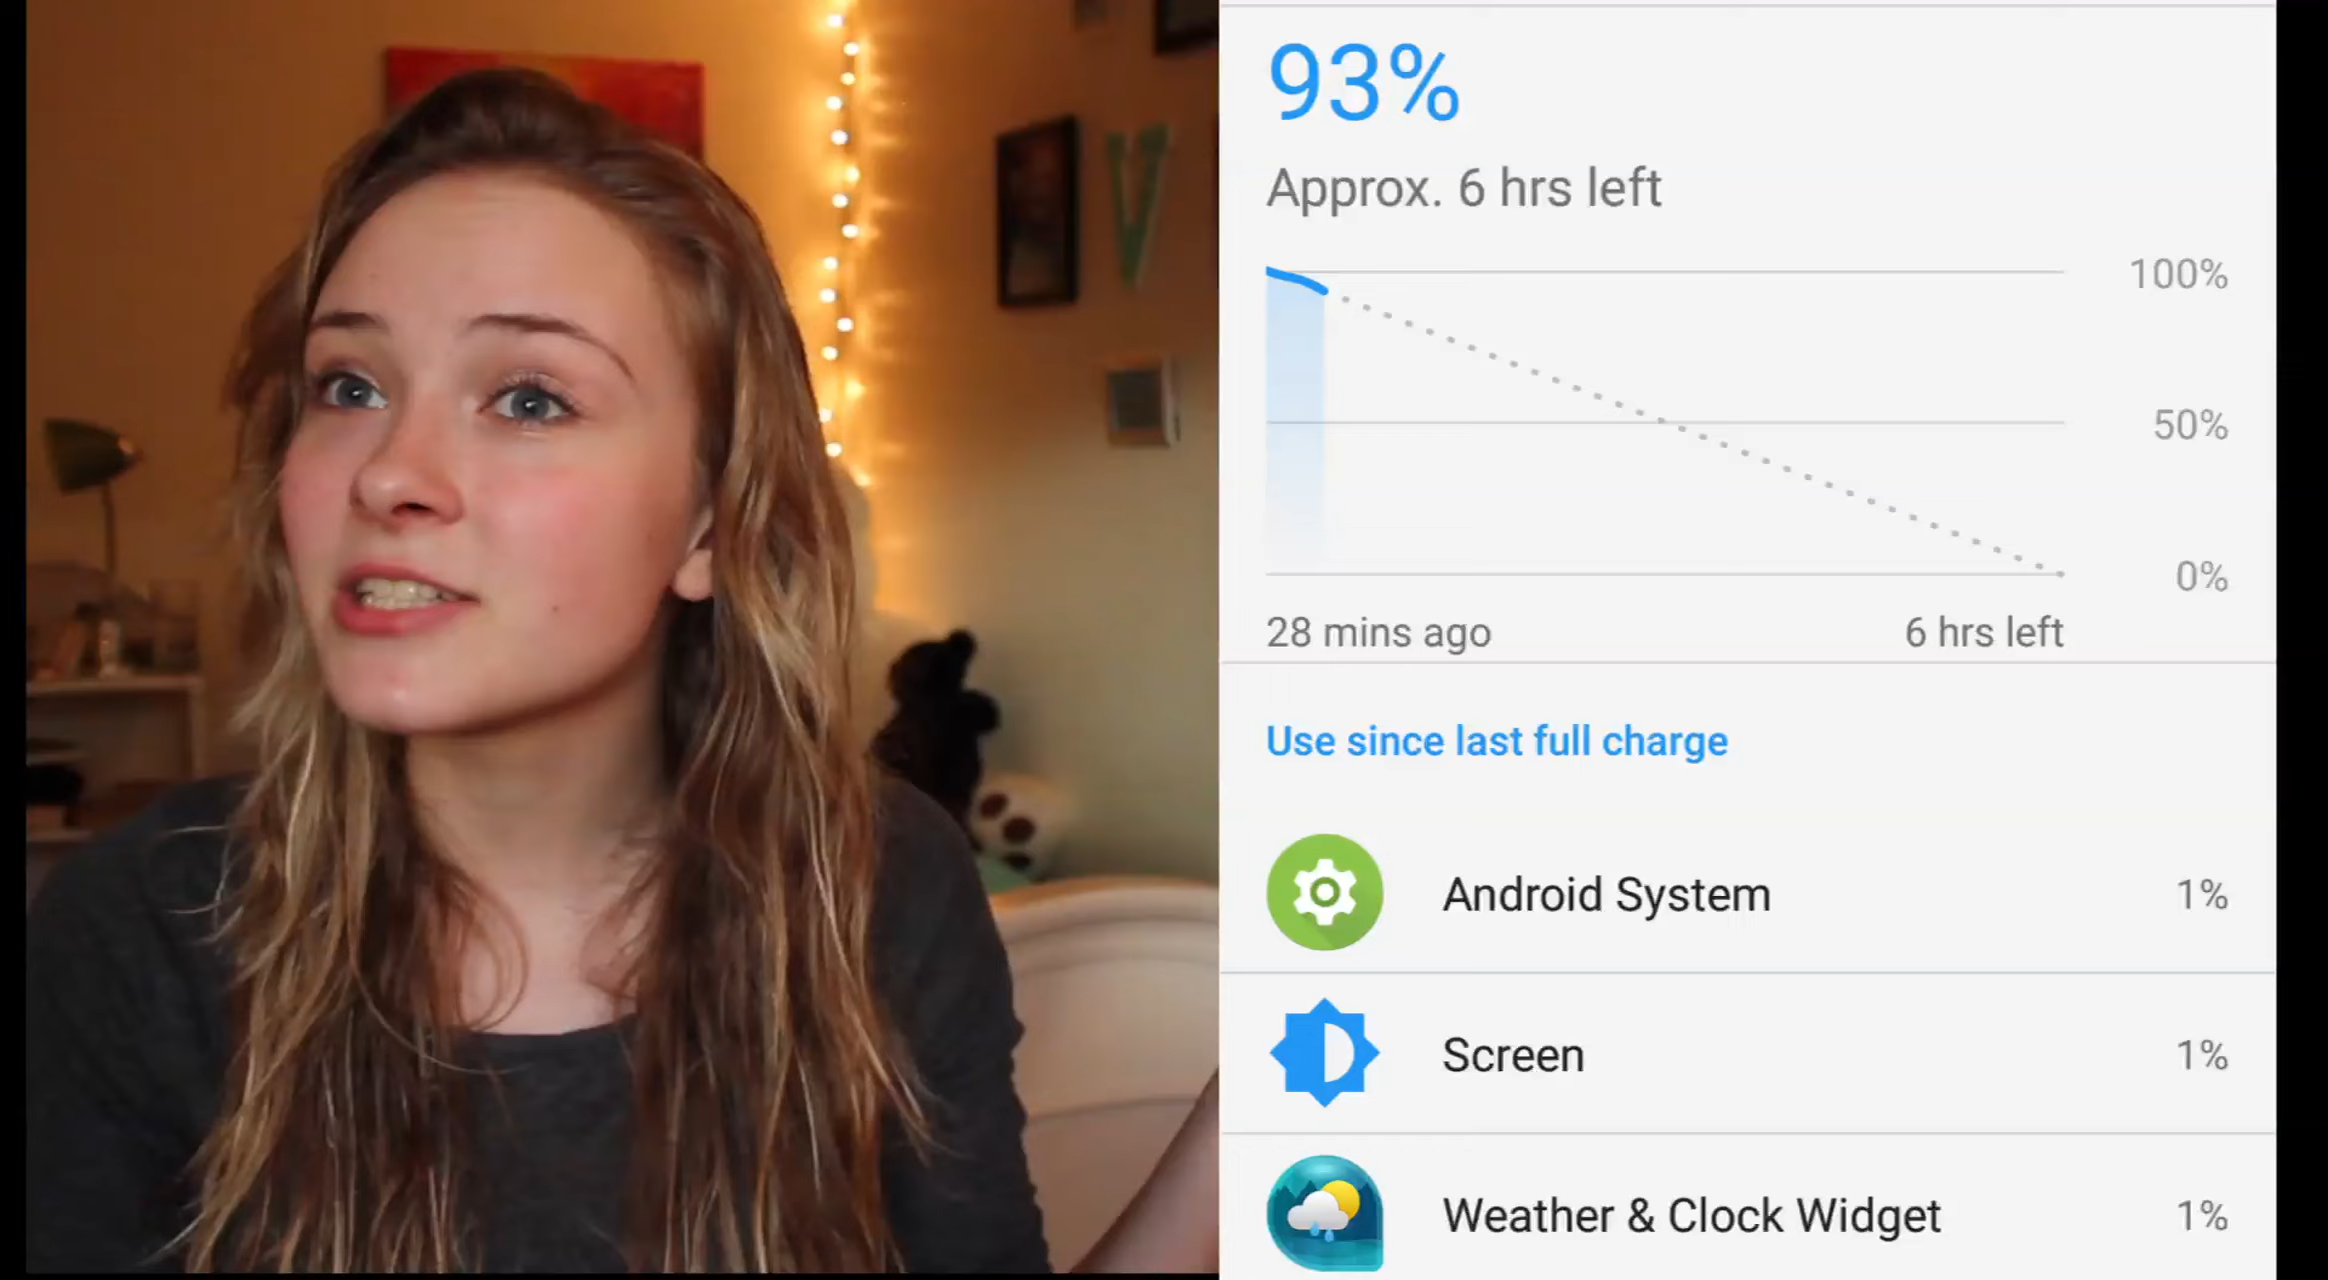 V
93%
Approx. 6 hrs left
100%
50%
0%
28 mins ago
6 hrs left
Use since last full charge
Android System
1%
Screen
1%
Weather & Clock Widget
1%